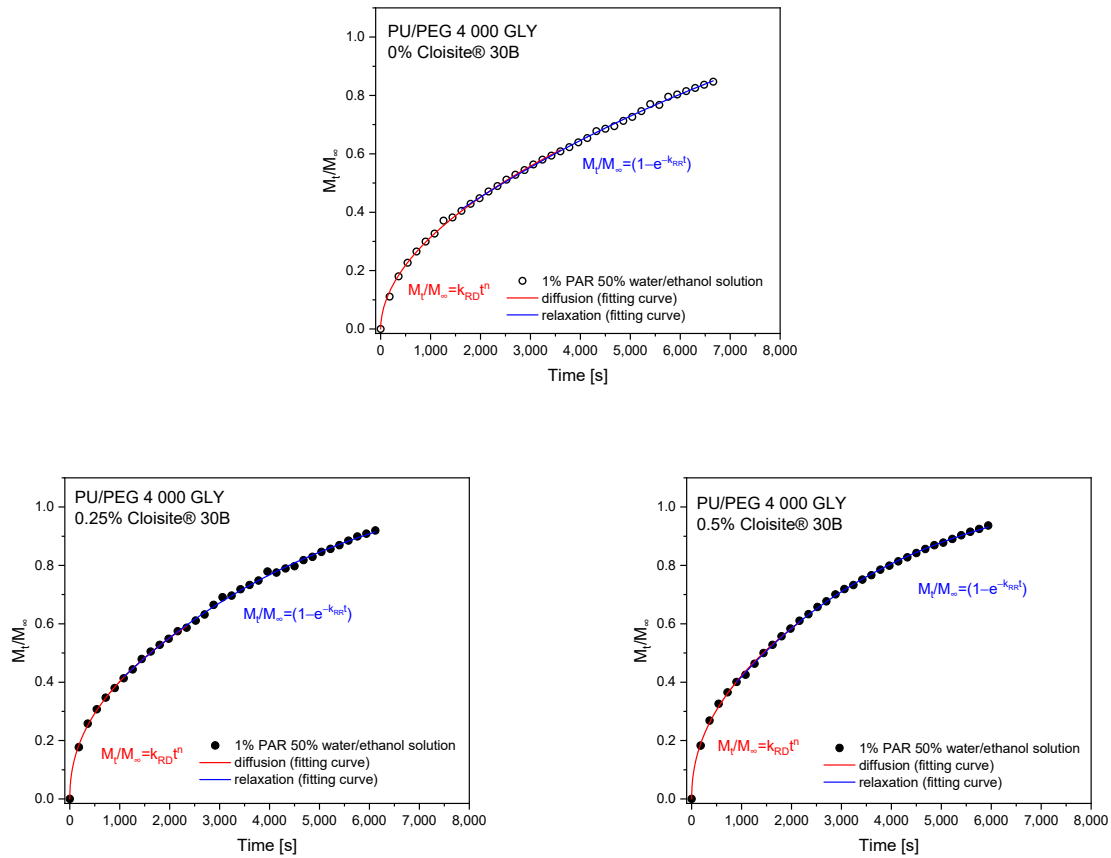 PU/PEG 4 000 GLY
0% Cloisite® 30B
Mt/M∞
1.0
0.8
0.6
0.4
0.2
0.0
Mt/M∞=(1−e−kRRt)
Mt/M∞=kRDtn
1% PAR 50% water/ethanol solution
diffusion (fitting curve)
relaxation (fitting curve)
0 1,000 2,000 3,000 4,000 5,000 6,000 7,000 8,000
Time [s]
PU/PEG 4 000 GLY
0.25% Cloisite® 30B
Mt/M∞
1.0
0.8
0.6
0.4
0.2
0.0
Mt/M∞=(1−e−kRRt)
Mt/M∞=kRDtn
1% PAR 50% water/ethanol solution
diffusion (fitting curve)
relaxation (fitting curve)
0 1,000 2,000 3,000 4,000 5,000 6,000 7,000 8,000
Time [s]
PU/PEG 4 000 GLY
0.5% Cloisite® 30B
Mt/M∞
1.0
0.8
0.6
0.4
0.2
0.0
Mt/M∞=(1−e−kRRt)
Mt/M∞=kRDtn
1% PAR 50% water/ethanol solution
diffusion (fitting curve)
relaxation (fitting curve)
0 1,000 2,000 3,000 4,000 5,000 6,000 7,000 8,000
Time [s]